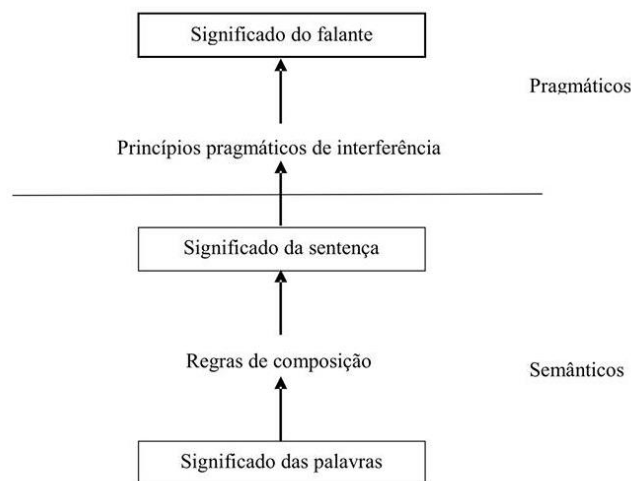 Significado do falante
Pragmáticos
Princípios pragmáticos de interferência
Significado da sentença
Regras de composição
Semânticos
Significado das palavras